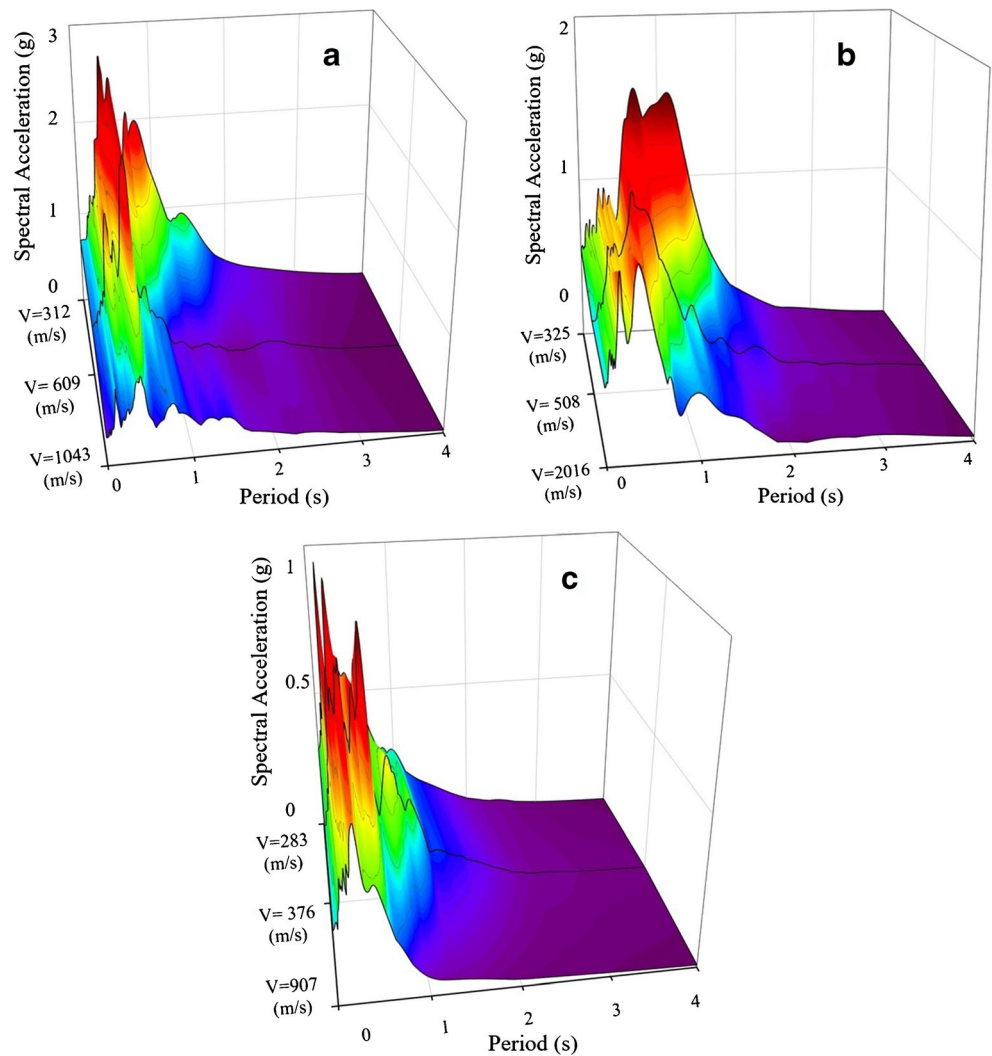 a
Spectral Acceleration (g)
3
2
1
0
V=312
(m/s)
V= 609
(m/s)
V=1043
(m/s)
0 1 2 3 4
Period (s)
b
Spectral Acceleration (g)
2
1
0
V=325
(m/s)
V= 508
(m/s)
V=2016
(m/s)
0 1 2 3 4
Period (s)
c
Spectral Acceleration (g)
1
0.5
0
V=283
(m/s)
V= 376
(m/s)
V=907
(m/s)
0 1 2 3 4
Period (s)